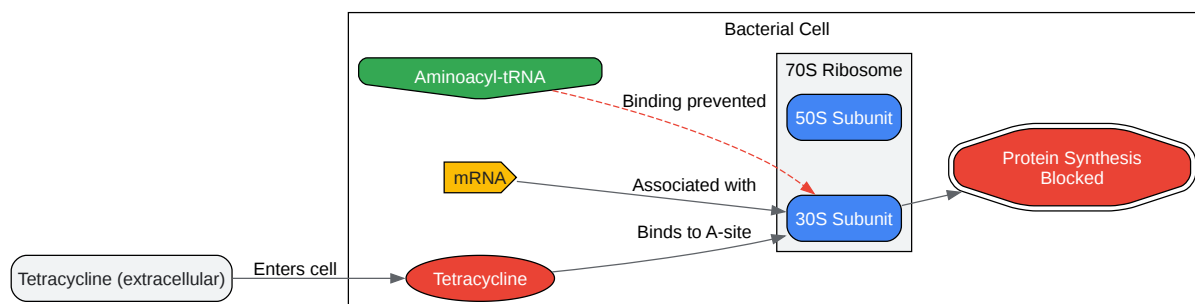 Bacterial Cell
70S Ribosome
Aminoacyl-tRNA
Binding prevented
50S Subunit
Protein Synthesis
Blocked
mRNA
Associated with
30S Subunit
Binds to A-site
Tetracycline (extracellular)
Enters cell
Tetracycline